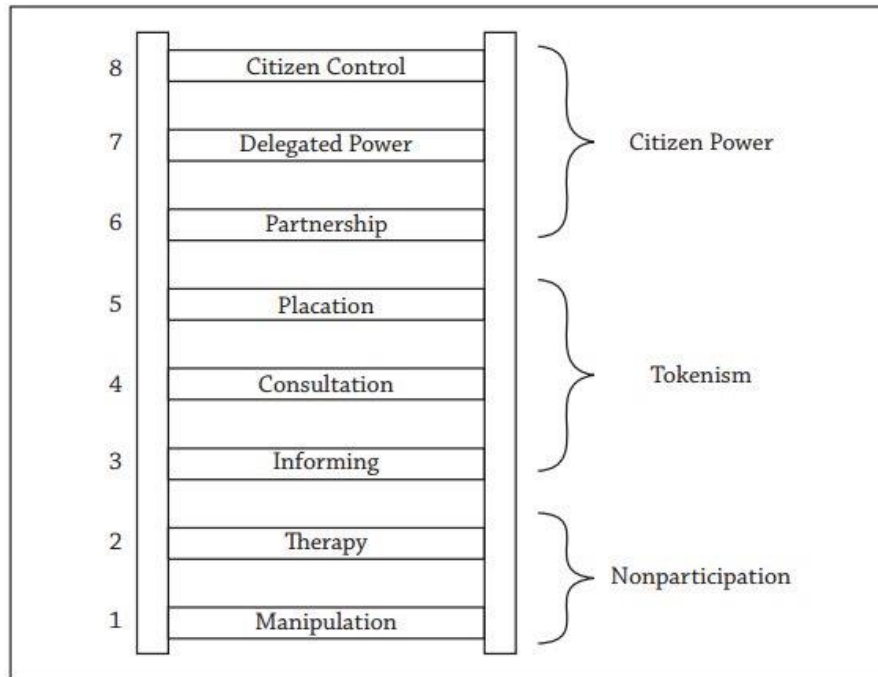 8 Citizen Control
7 Delegated Power
Citizen Power
6 Partnership
5 Placation
4 Consultation
Tokenism
3 Informing
2 Therapy
Nonparticipation
1 Manipulation